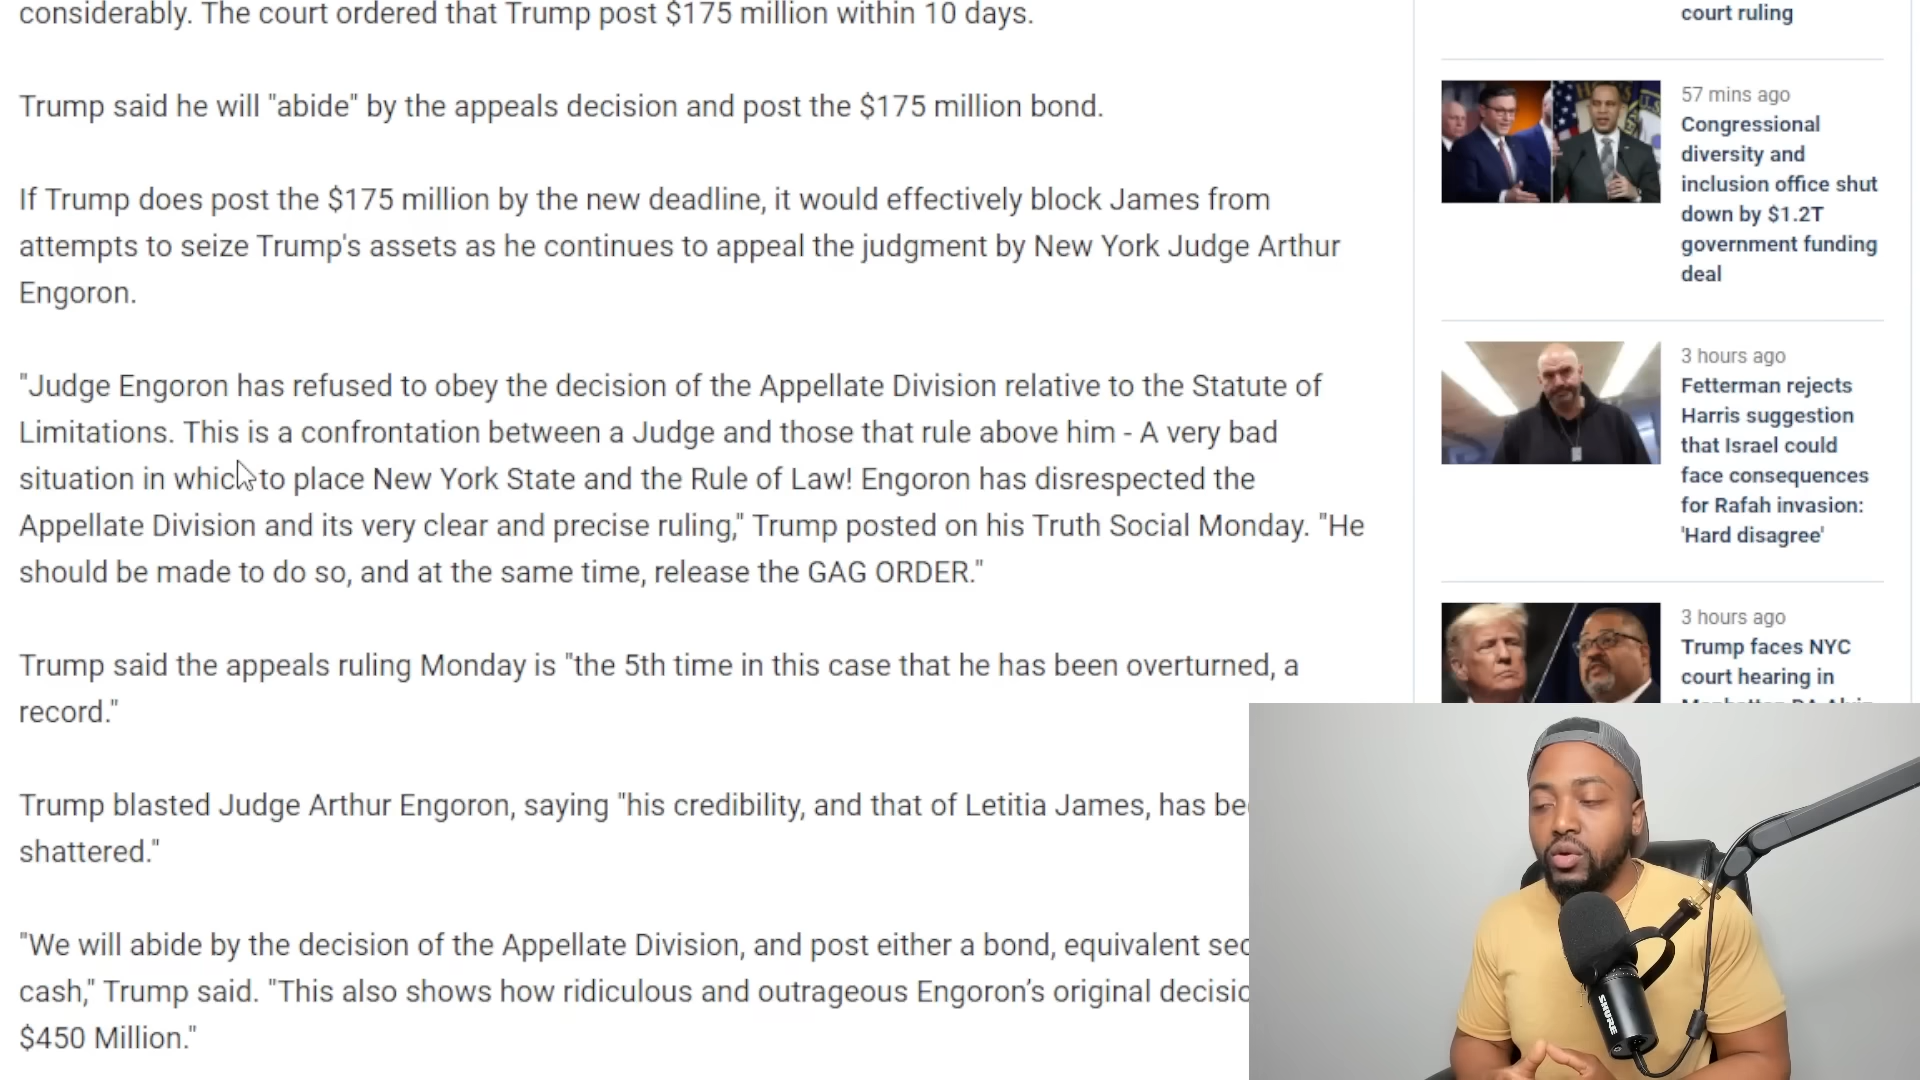 considerably. The court ordered that Trump post $175 million within 10 days.
Trump said he will "abide" by the appeals decision and post the $175 million bond.
If Trump does post the $175 million by the new deadline, it would effectively block James from
attempts to seize Trump's assets as he continues to appeal the judgment by New York Judge Arthur
Engoron.
"Judge Engoron has refused to obey the decision of the Appellate Division relative to the Statute of
Limitations. This is a confrontation between a Judge and those that rule above him - A very bad
situation in which to place New York State and the Rule of Law! Engoron has disrespected the
Appellate Division and its very clear and precise ruling," Trump posted on his Truth Social Monday. "He
should be made to do so, and at the same time, release the GAG ORDER."
Trump said the appeals ruling Monday is "the 5th time in this case that he has been overturned, a
record."
Trump blasted Judge Arthur Engoron, saying "his credibility, and that of Letitia James, has be
shattered."
"We will abide by the decision of the Appellate Division, and post either a bond, equivalent sec
cash," Trump said. "This also shows how ridiculous and outrageous Engoron’s original decisic
$450 Million."
court ruling
57 mins ago
Congressional
diversity and
inclusion office shut
down by $1.2T
government funding
deal
3 hours ago
Fetterman rejects
Harris suggestion
that Israel could
face consequences
for Rafah invasion:
'Hard disagree'
3 hours ago
Trump faces NYC
court hearing in
SHURE